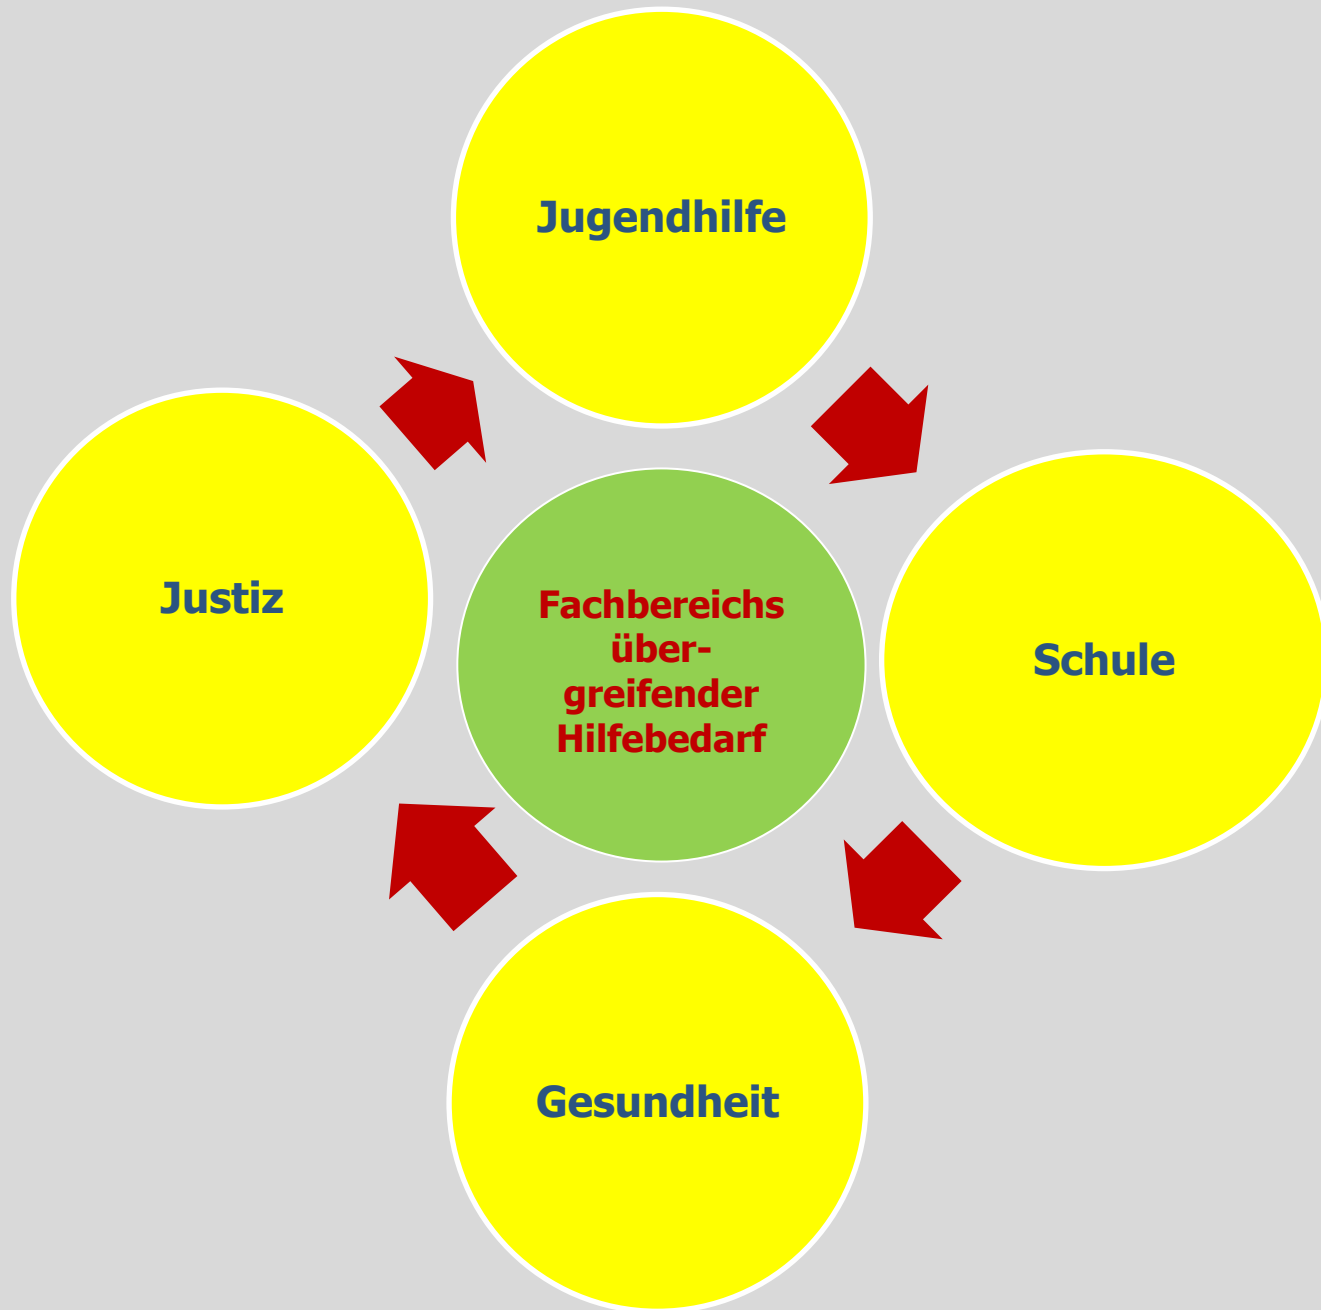 Jugendhilfe
Justiz
Fachbereichs
über-
greifender
Hilfebedarf
Schule
Gesundheit